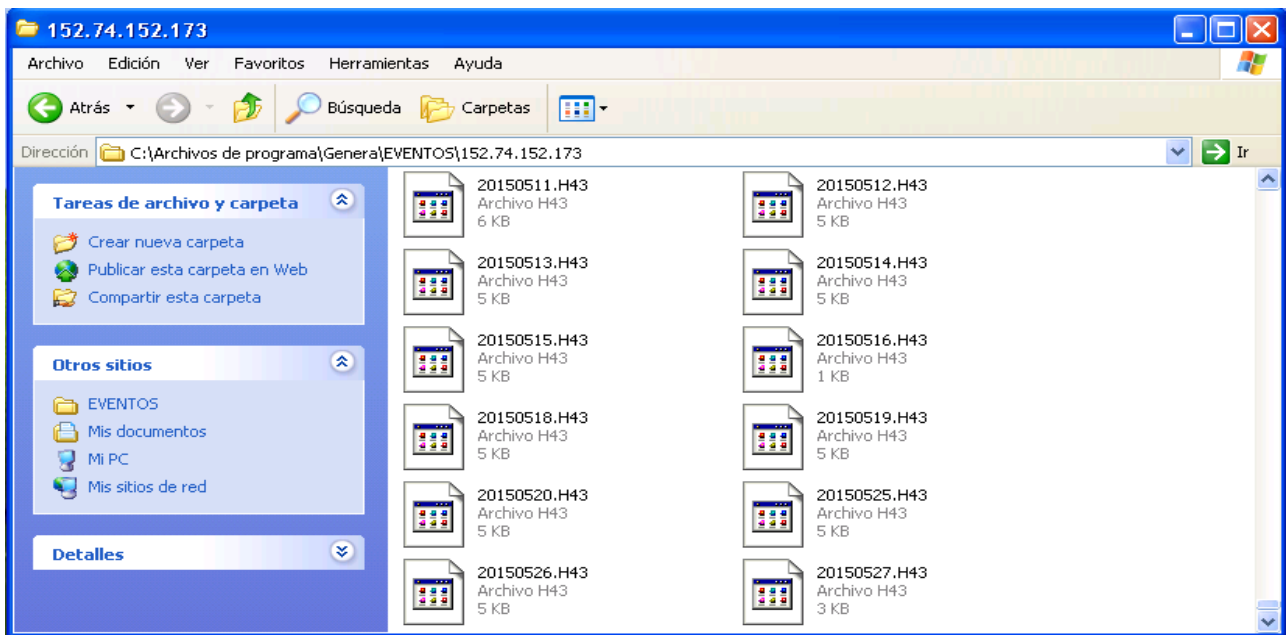 152.74.152.173
Archivo Edición Ver Favoritos Herramientas Ayuda
Atrás Búsqueda Carpetas
Dirección C:\Archivos de programa\Genera\EVENTOS\152.74.152.173 Ir
Tareas de archivo y carpeta
Crear nueva carpeta
Publicar esta carpeta en Web
Compartir esta carpeta
Otros sitios
EVENTOS
Mis documentos
Mi PC
Mis sitios de red
Detalles
20150511.H43
Archivo H43
6 KB
20150512.H43
Archivo H43
5 KB
20150513.H43
Archivo H43
5 KB
20150514.H43
Archivo H43
5 KB
20150515.H43
Archivo H43
5 KB
20150516.H43
Archivo H43
1 KB
20150518.H43
Archivo H43
5 KB
20150519.H43
Archivo H43
5 KB
20150520.H43
Archivo H43
5 KB
20150525.H43
Archivo H43
5 KB
20150526.H43
Archivo H43
5 KB
20150527.H43
Archivo H43
3 KB